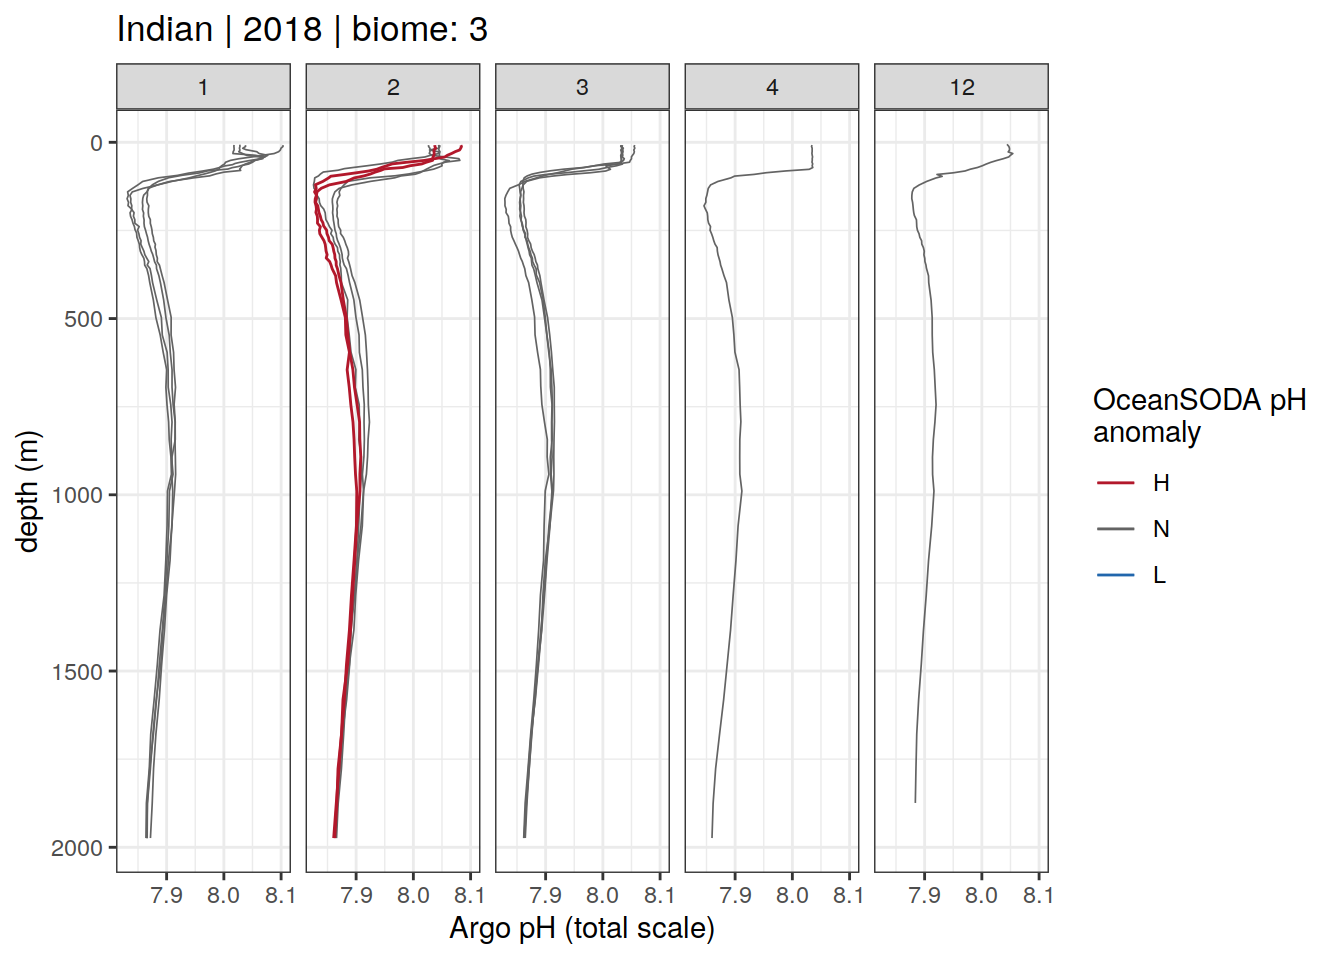 Indian | 2018 | biome: 3
1 2 3 4 12
0
500
1000
1500
2000
depth (m)
7.9 8.0 8.1 7.9 8.0 8.1 7.9 8.0 8.1 7.9 8.0 8.1 7.9 8.0 8.1
Argo pH (total scale)
OceanSODA pH
anomaly
H
N
L